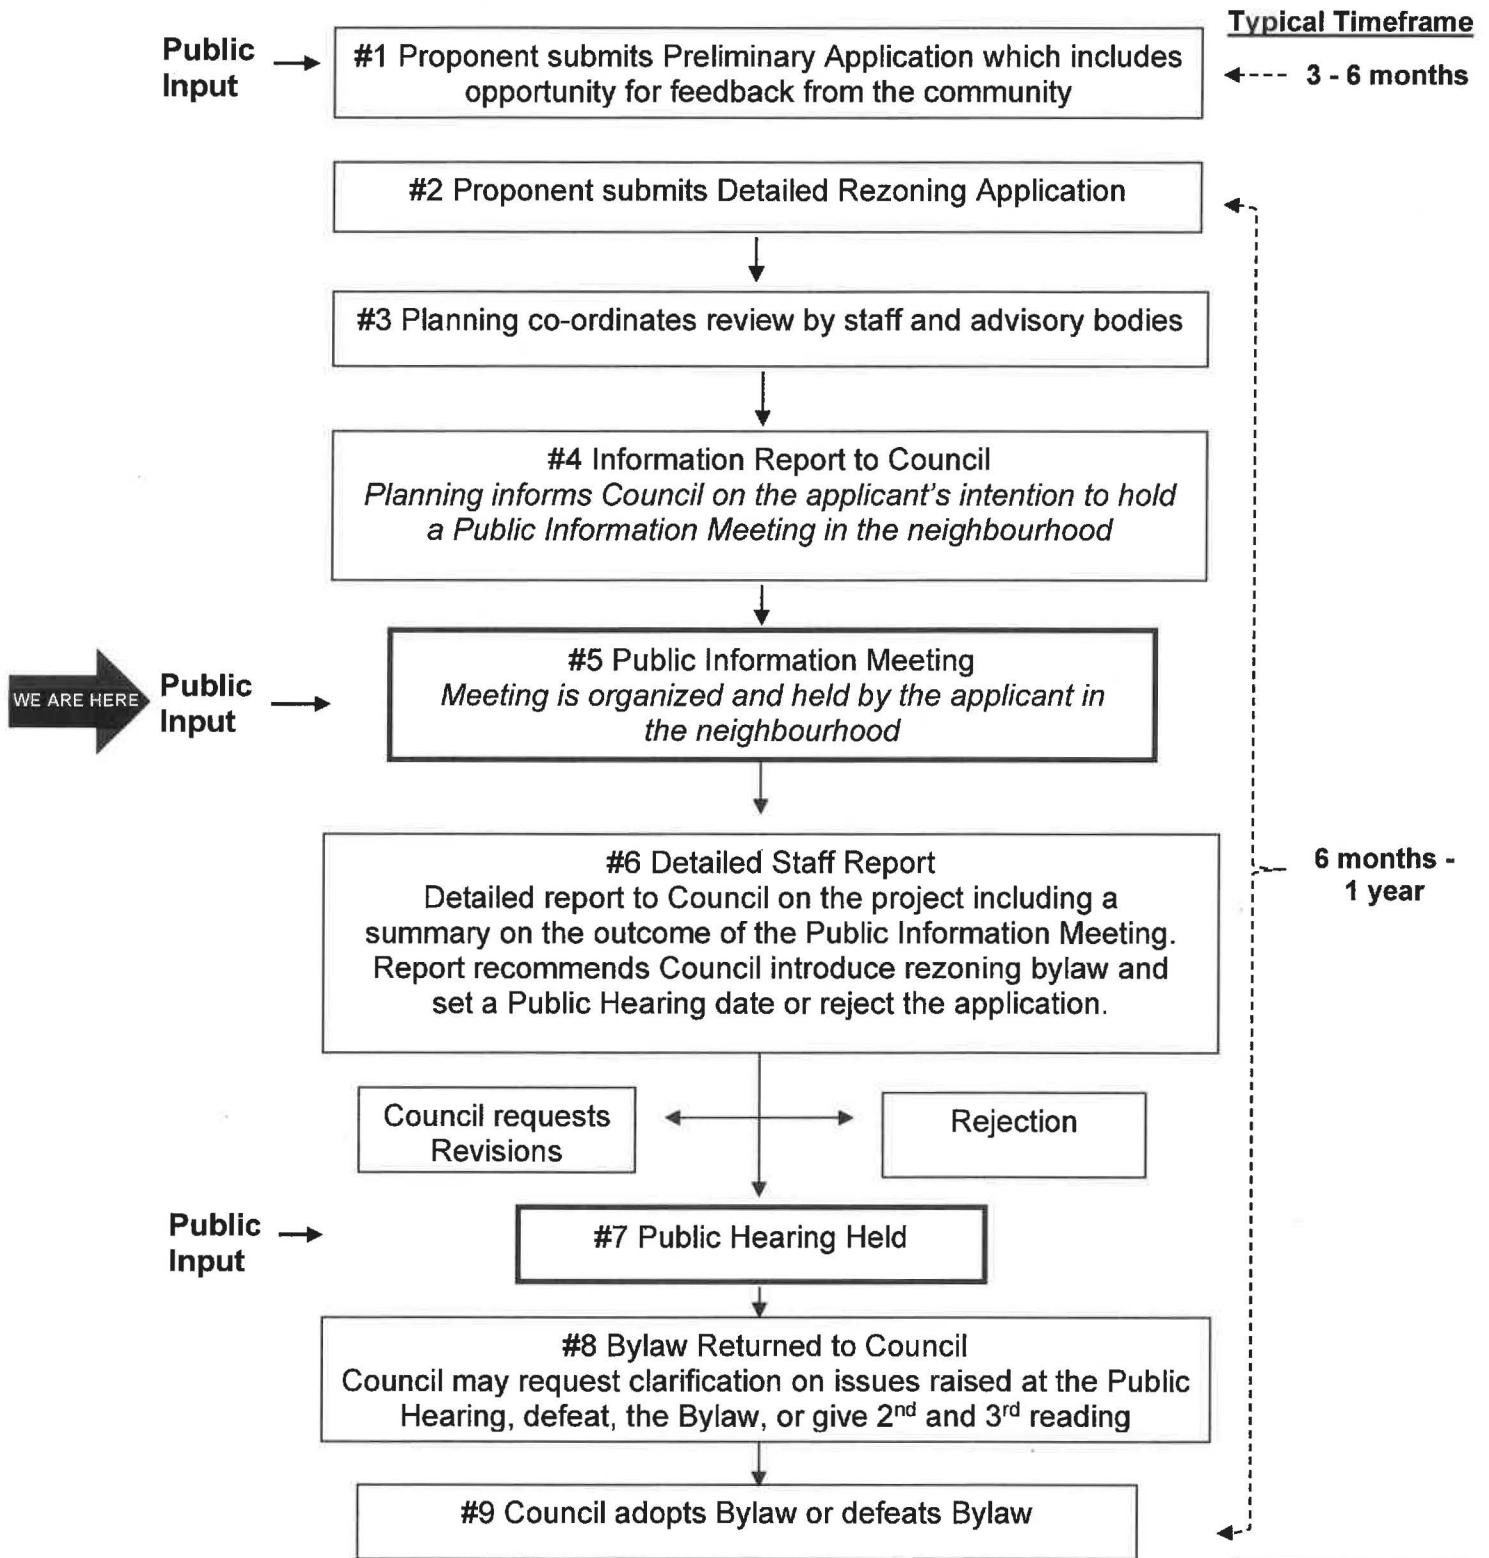 Typical Timeframe
Public
Input
#1 Proponent submits Preliminary Application which includes
opportunity for feedback from the community
3 - 6 months
#2 Proponent submits Detailed Rezoning Application
#3 Planning co-ordinates review by staff and advisory bodies
#4 Information Report to Council
Planning informs Council on the applicant's intention to hold
a Public Information Meeting in the neighbourhood
WE ARE HERE
Public
Input
#5 Public Information Meeting
Meeting is organized and held by the applicant in
the neighbourhood
#6 Detailed Staff Report
Detailed report to Council on the project including a
summary on the outcome of the Public Information Meeting.
Report recommends Council introduce rezoning bylaw and
set a Public Hearing date or reject the application.
6 months -
1 year
Council requests
Revisions
Rejection
Public
Input
#7 Public Hearing Held
#8 Bylaw Returned to Council
Council may request clarification on issues raised at the Public
Hearing, defeat, the Bylaw, or give 2nd and 3rd reading
#9 Council adopts Bylaw or defeats Bylaw